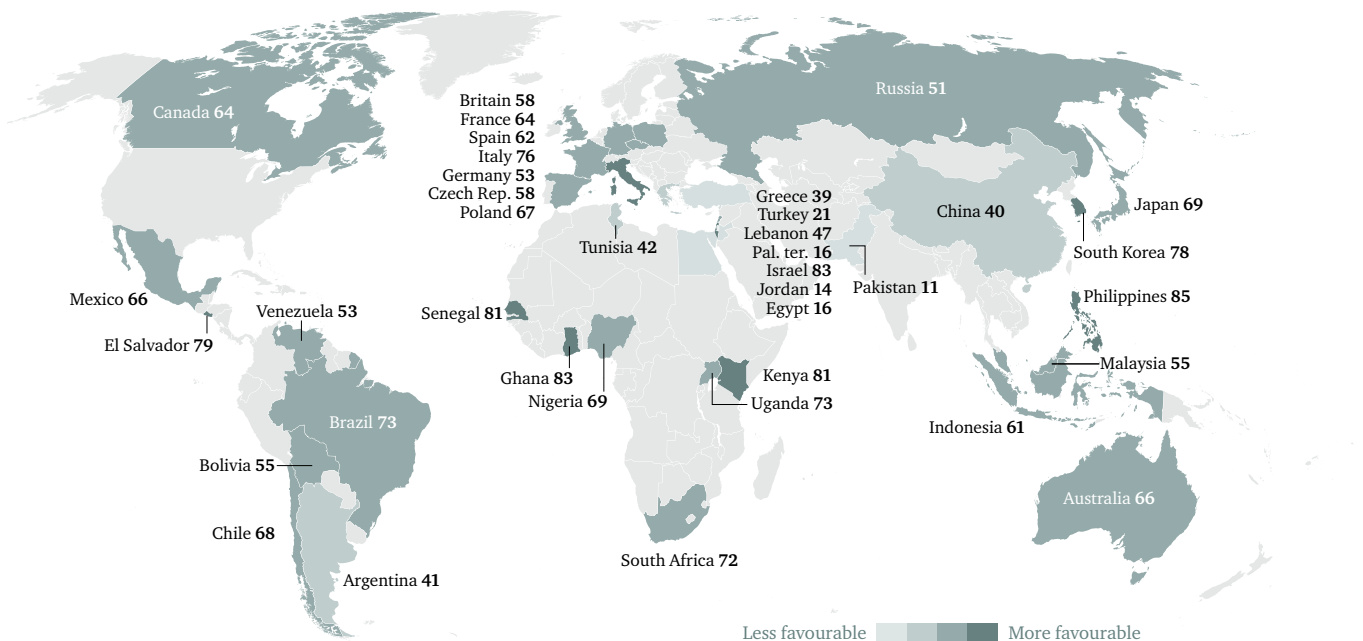 Canada 64
Russia 51
Britain 58
France 64
Spain 62
Italy 76
Germany 53
Czech Rep. 58
Poland 67
Greece 39
Turkey 21
Lebanon 47
Pal. ter. 16
Israel 83
Jordan 14
Egypt 16
Tunisia 42
Pakistan 11
China 40
Japan 69
South Korea 78
Mexico 66
El Salvador 79
Venezuela 53
Senegal 81
Philippines 85
Malaysia 55
Ghana 83
Nigeria 69
Kenya 81
Uganda 73
Brazil 73
Indonesia 61
Bolivia 55
Australia 66
Chile 68
South Africa 72
Argentina 41
Less favourable
More favourable